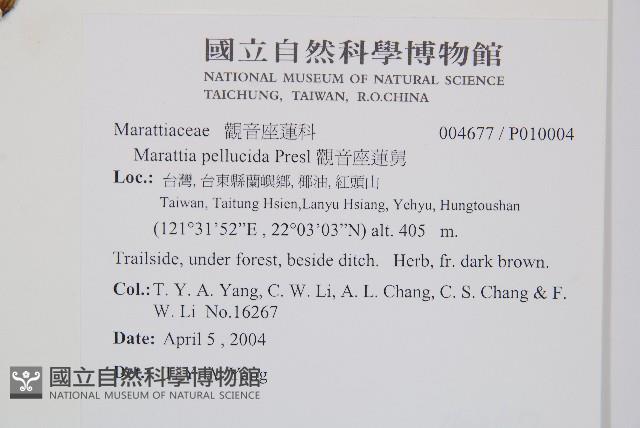 國立自然科學博物館
NATIONAL MUSEUM OF NATURAL SCIENCE
TAICHUNG, TAIWAN, R.O.CHINA
Marattiaceae 觀音座蓮科 004677 / P010004
Marattia pellucida Presl 觀音座蓮舅
Loc.: 台灣, 台東縣蘭嶼鄉, 椰油, 紅頭山
Taiwan, Taitung Hsien,Lanyu Hsiang, Yehyu, Hungtoushan
(121°31'52”E , 22°03'03”N) alt. 405 m.
Trailside, under forest, beside ditch. Herb, fr. dark brown.
Col.: T. Y. A. Yang, C. W. Li, A. L. Chang, C. S. Chang & F.
W. Li No.16267
Date: April 5 , 2004
Det.:
國立自然科學博物館
NATIONAL MUSEUM OF NATURAL SCIENCE